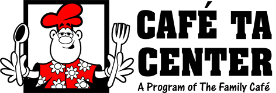 CAFÉ TA
CENTER
A Program of The Family Café